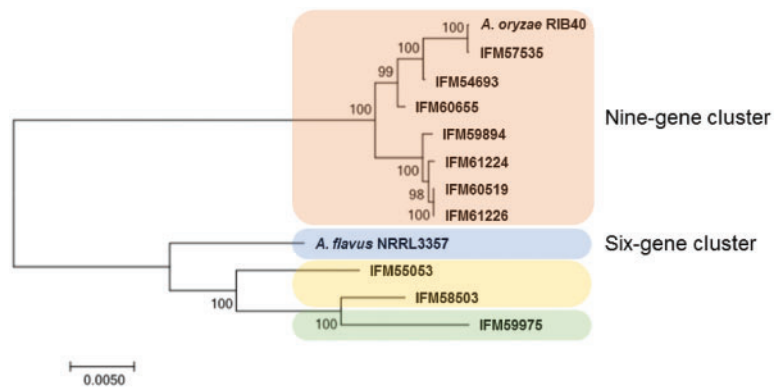 100
A. oryzae RIB40
100
IFM57535
99
IFM54693
100
IFM60655
Nine-gene cluster
IFM59894
100
IFM61224
98
IFM60519
100
IFM61226
A. flavus NRRL3357
Six-gene cluster
IFM55053
100
IFM58503
100
IFM59975
0.0050